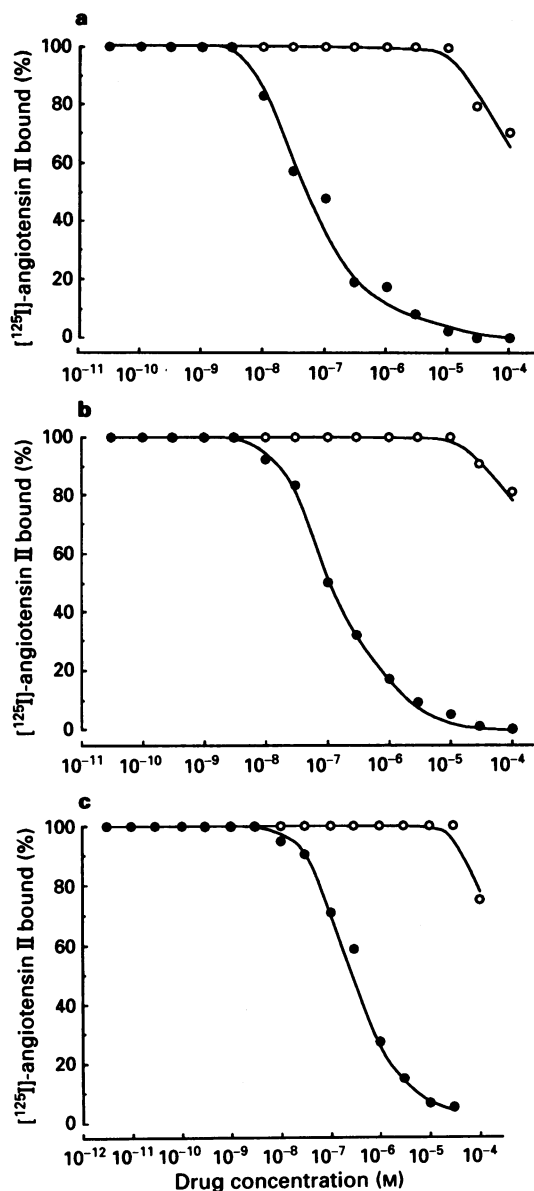 a
[¹²⁵I]-angiotensin II bound (%)
100
80
60
40
20
0
10⁻¹¹ 10⁻¹⁰ 10⁻⁹ 10⁻⁸ 10⁻⁷ 10⁻⁶ 10⁻⁵ 10⁻⁴
b
[¹²⁵I]-angiotensin II bound (%)
100
80
60
40
20
0
10⁻¹¹ 10⁻¹⁰ 10⁻⁹ 10⁻⁸ 10⁻⁷ 10⁻⁶ 10⁻⁵ 10⁻⁴
c
[¹²⁵I]-angiotensin II bound (%)
100
80
60
40
20
0
10⁻¹² 10⁻¹¹ 10⁻¹⁰ 10⁻⁹ 10⁻⁸ 10⁻⁷ 10⁻⁶ 10⁻⁵ 10⁻⁴
Drug concentration (M)